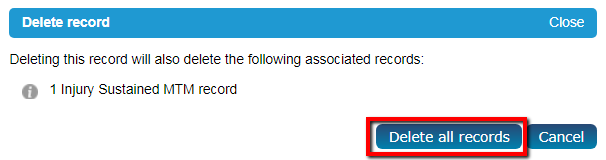 Delete record Close
Deleting this record will also delete the following associated records:
1 Injury Sustained MTM record
Delete all records Cancel